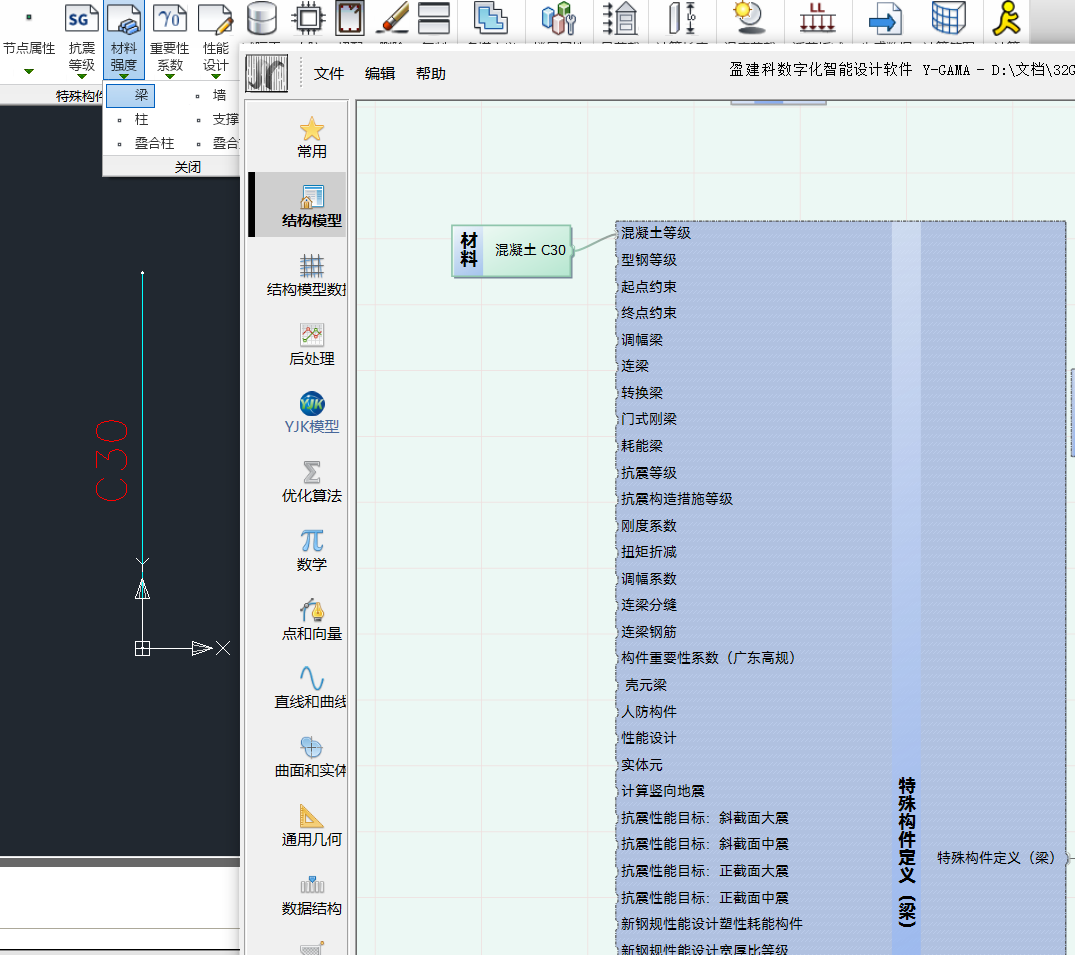 SG
γ0
节点属性
抗震
等级
材料
强度
重要性
系数
性能
设计
特殊构件
梁
墙
柱
支撑
叠合柱
叠合
关闭
C30
文件
编辑
帮助
盈建科数字化智能设计软件 Y-GAMA - D:\文档\32G
常用
结构模型
结构模型数据
后处理
YJK
YJK模型
优化算法
数学
点和向量
直线和曲线
曲面和实体
通用几何
数据结构
材料
混凝土 C30
混凝土等级
型钢等级
起点约束
终点约束
调幅梁
连梁
转换梁
门式刚梁
耗能梁
抗震等级
抗震构造措施等级
刚度系数
扭矩折减
调幅系数
连梁分缝
连梁钢筋
构件重要性系数（广东高规）
壳元梁
人防构件
性能设计
实体元
计算竖向地震
抗震性能目标：斜截面大震
抗震性能目标：斜截面中震
抗震性能目标：正截面大震
抗震性能目标：正截面中震
新钢规性能设计塑性耗能构件
新钢规性能设计宽厚比等级
特殊构件定义（梁）
特殊构件定义（梁）